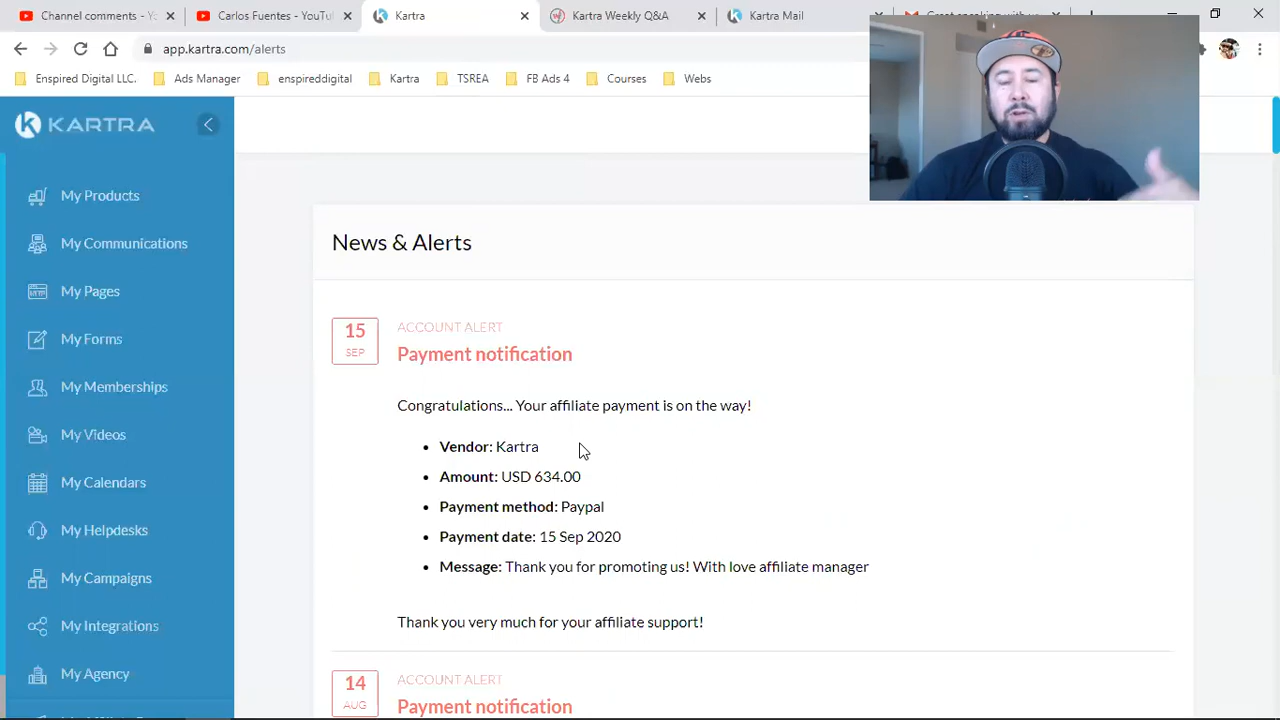 Channel comments - Y
Carlos Fuentes - YouTu
Kartra
Kartra Weekly Q&A
Kartra Mail
app.kartra.com/alerts
Enspired Digital LLC.
Ads Manager
enspireddigital
Kartra
TSREA
FB Ads 4
Courses
Webs
KARTRA
My Products
My Communications
My Pages
My Forms
My Memberships
My Videos
My Calendars
My Helpdesks
My Campaigns
My Integrations
My Agency
News & Alerts
15
SEP
ACCOUNT ALERT
Payment notification
Congratulations... Your affiliate payment is on the way!
• Vendor: Kartra
• Amount: USD 634.00
• Payment method: Paypal
• Payment date: 15 Sep 2020
• Message: Thank you for promoting us! With love affiliate manager
Thank you very much for your affiliate support!
14
AUG
ACCOUNT ALERT
Payment notification